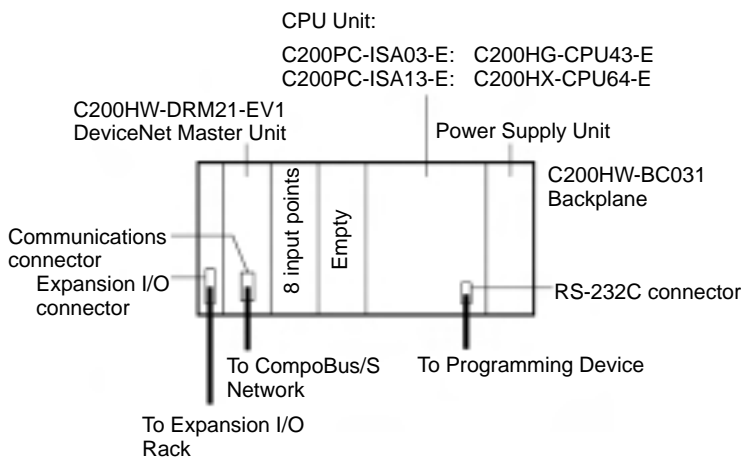 CPU Unit:
C200PC-ISA03-E: C200HG-CPU43-E
C200PC-ISA13-E: C200HX-CPU64-E
C200HW-DRM21-EV1
DeviceNet Master Unit
Power Supply Unit
C200HW-BC031
Backplane
8 input points
Empty
Communications
connector
Expansion I/O
connector
RS-232C connector
To CompoBus/S
Network
To Programming Device
To Expansion I/O
Rack